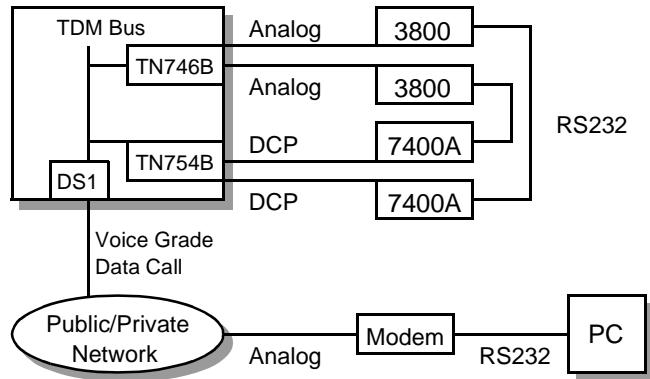 TDM Bus
Analog
3800
TN746B
Analog
3800
RS232
DCP
7400A
TN754B
DS1
DCP
7400A
Voice Grade
Data Call
Public/Private
Network
Analog
Modem
RS232
PC